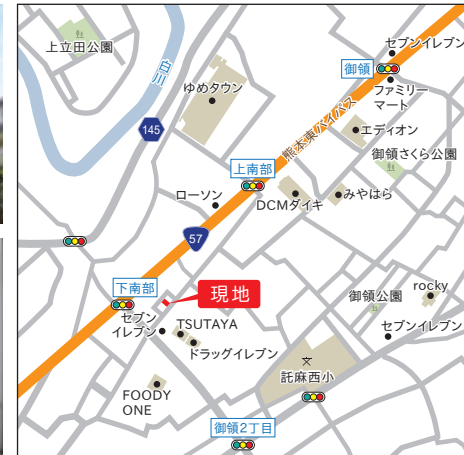 上立田公園
白川
セブンイレブン
御領
ゆめタウン
ファミリー
マート
熊本東バイパス
エディオン
145
御領さくら公園
上南部
ローソン
DCMダイキ
みやはら
57
現地
下南部
rocky
御領公園
セブン
イレブン
TSUTAYA
セブンイレブン
ドラッグイレブン
託麻西小
FOODY
ONE
御領2丁目